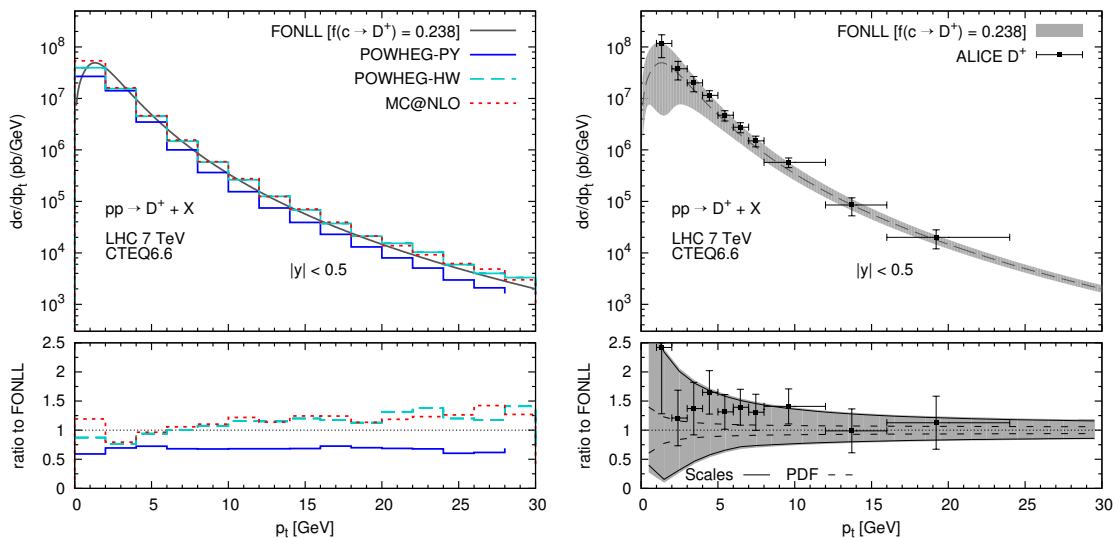 FONLL [f(c → D⁺) = 0.238]
POWHEG-PY
POWHEG-HW
MC@NLO
10⁸
10⁷
10⁶
10⁵
10⁴
10³
dσ/dpₜ (pb/GeV)
pp → D⁺ + X
LHC 7 TeV
CTEQ6.6
|y| < 0.5
2.5
2
1.5
1
0.5
0
ratio to FONLL
0 5 10 15 20 25 30
pₜ [GeV]
FONLL [f(c → D⁺) = 0.238]
ALICE D⁺
10⁸
10⁷
10⁶
10⁵
10⁴
10³
dσ/dpₜ (pb/GeV)
pp → D⁺ + X
LHC 7 TeV
CTEQ6.6
|y| < 0.5
2.5
2
1.5
1
0.5
0
ratio to FONLL
Scales PDF
0 5 10 15 20 25 30
pₜ [GeV]